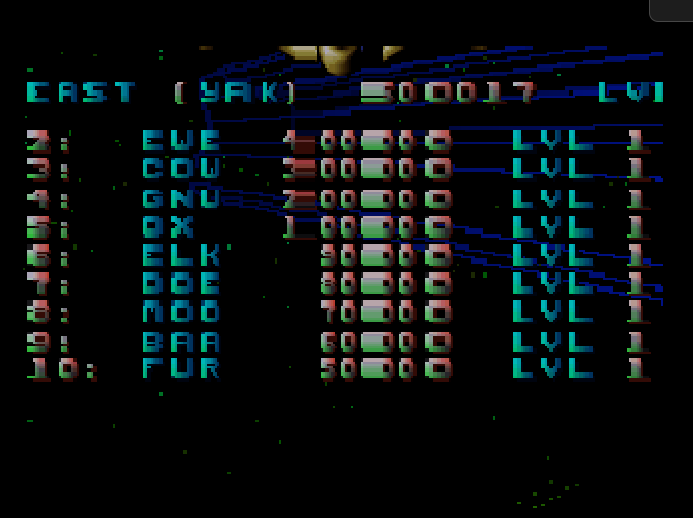 EAST (YAK) 500017 LVL
2: EWE 400000 LVL 1
3: COW 300000 LVL 1
4: GNU 200000 LVL 1
5: OX 100000 LVL 1
6: ELK 90000 LVL 1
7: DOE 80000 LVL 1
8: MOO 70000 LVL 1
9: BAA 60000 LVL 1
10: FUR 50000 LVL 1